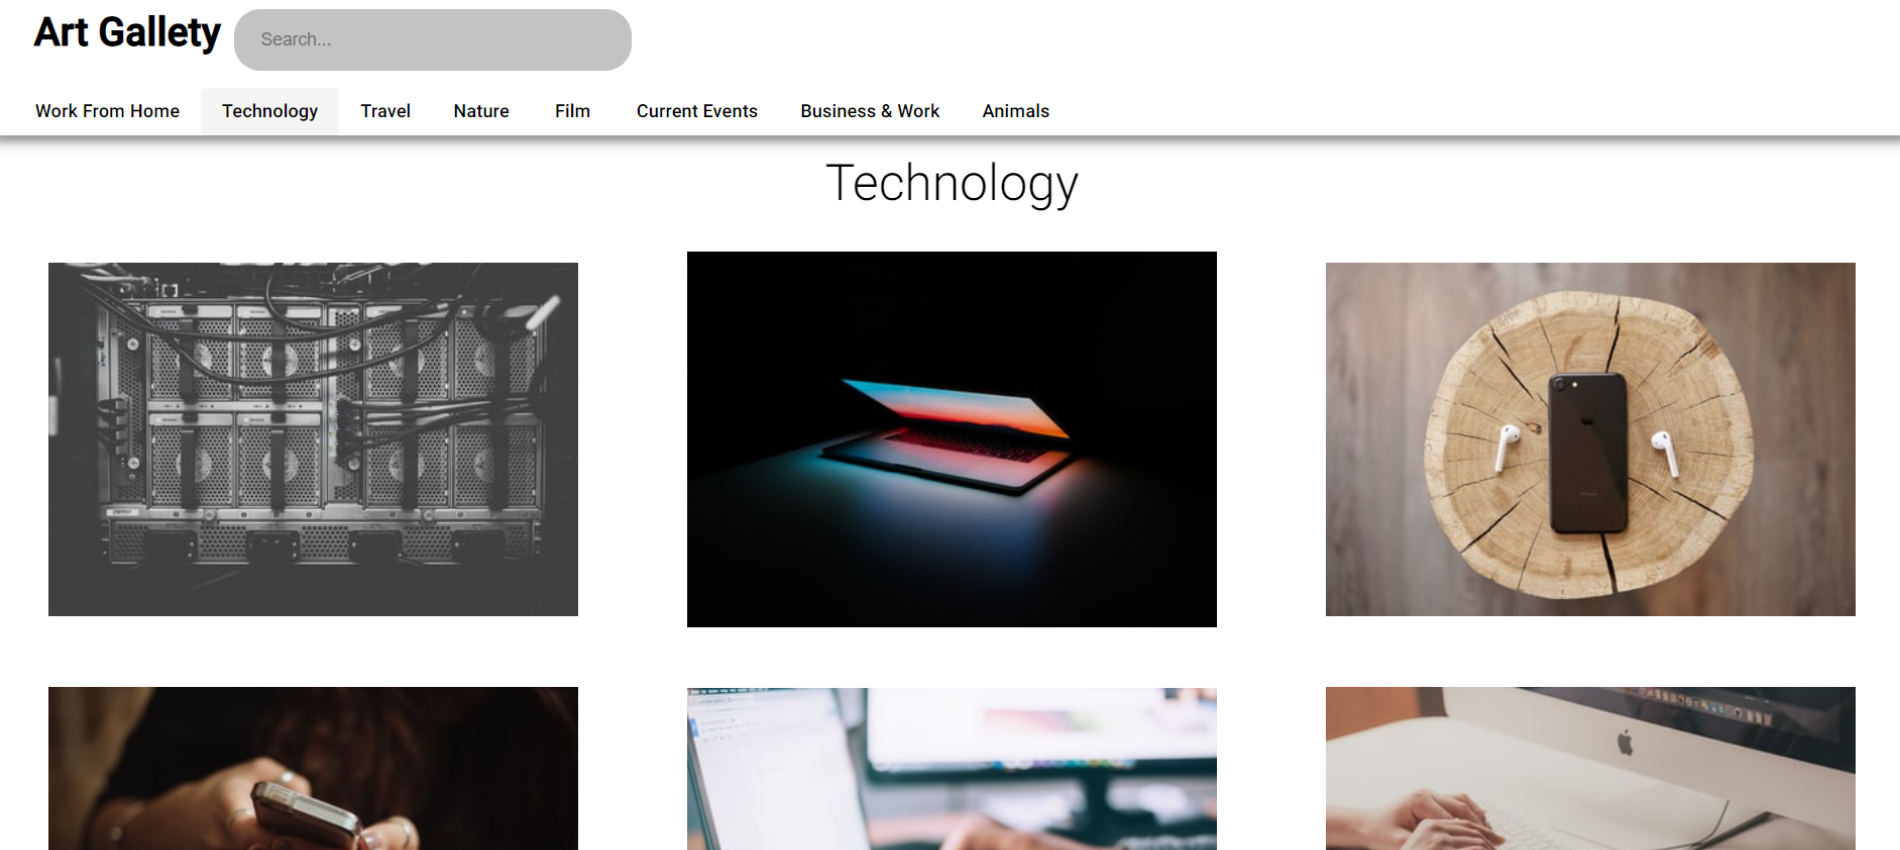 Art Gallety
Search...
Work From Home Technology Travel Nature Film Current Events Business & Work Animals
Technology